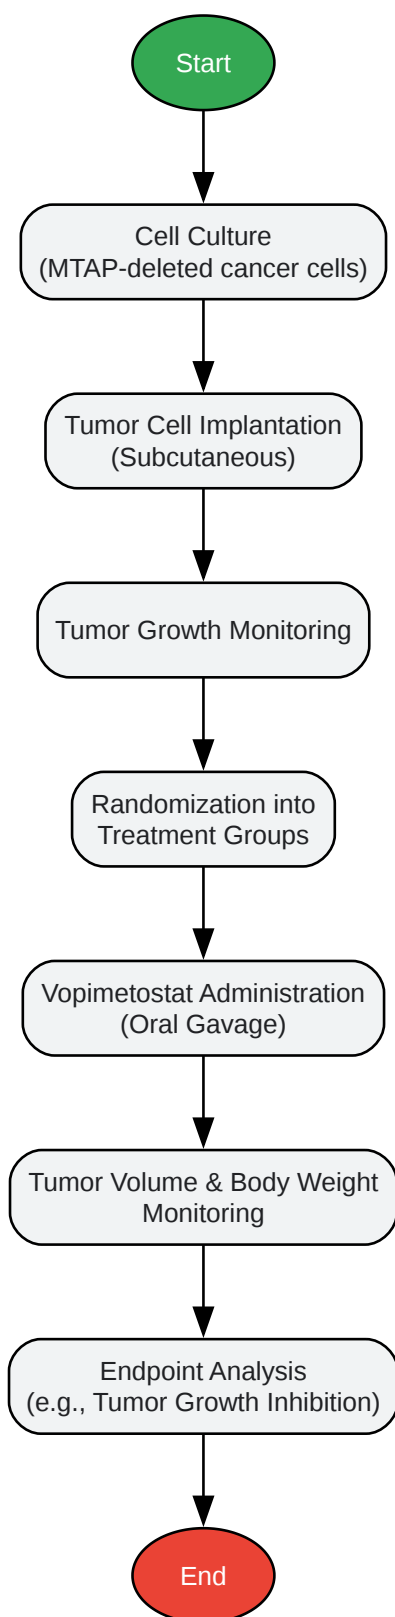 Start
Cell Culture
(MTAP-deleted cancer cells)
Tumor Cell Implantation
(Subcutaneous)
Tumor Growth Monitoring
Randomization into
Treatment Groups
Vopimetostat Administration
(Oral Gavage)
Tumor Volume & Body Weight
Monitoring
Endpoint Analysis
(e.g., Tumor Growth Inhibition)
End